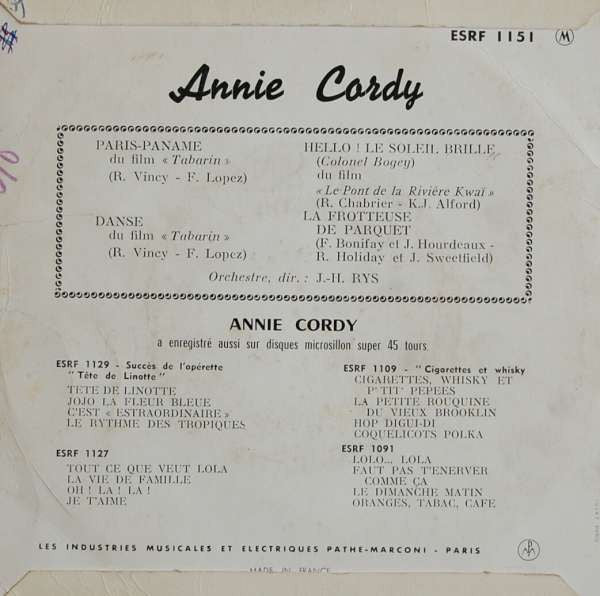 ESRF 1151 M
Annie Cordy
PARIS-PANAME
du film « Tabarin »
(R. Vincy - F. Lopez)
DANSE
du film « Tabarin »
(R. Vincy - F. Lopez)
HELLO ! LE SOLEIL BRILLE
(Colonel Bogey)
du film
« Le Pont de la Rivière Kwaï »
(R. Chabrier - K.J. Alford)
LA FROTTEUSE
DE PARQUET
(F. Bonifay et J. Hourdeaux -
R. Holiday et J. Sweetfield)
Orchestre, dir. : J.-H. RYS
ANNIE CORDY
a enregistré aussi sur disques microsillon super 45 tours
ESRF 1129 - Succès de l'opérette
"Tête de Linotte"
TETE DE LINOTTE
JOJO LA FLEUR BLEUE
C'EST « ESTRAORDINAIRE »
LE RYTHME DES TROPIQUES
ESRF 1127
TOUT CE QUE VEUT LOLA
LA VIE DE FAMILLE
OH ! LA ! LA !
JE T'AIME
ESRF 1109 - "Cigarettes et whisky
CIGARETTES, WHISKY ET
P'TIT' PEPEES
LA PETITE ROUQUINE
DU VIEUX BROOKLIN
HOP DIGUI-DI
COQUELICOTS POLKA
ESRF 1091
LOLO... LOLA
FAUT PAS T'ENERVER
COMME ÇA
LE DIMANCHE MATIN
ORANGES, TABAC, CAFE
LES INDUSTRIES MUSICALES ET ELECTRIQUES PATHE-MARCONI - PARIS
MADE IN FRANCE